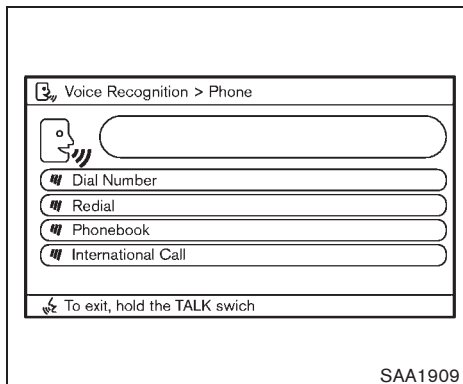 Voice Recognition > Phone
Dial Number
Redial
Phonebook
International Call
To exit, hold the TALK swich
SAA1909